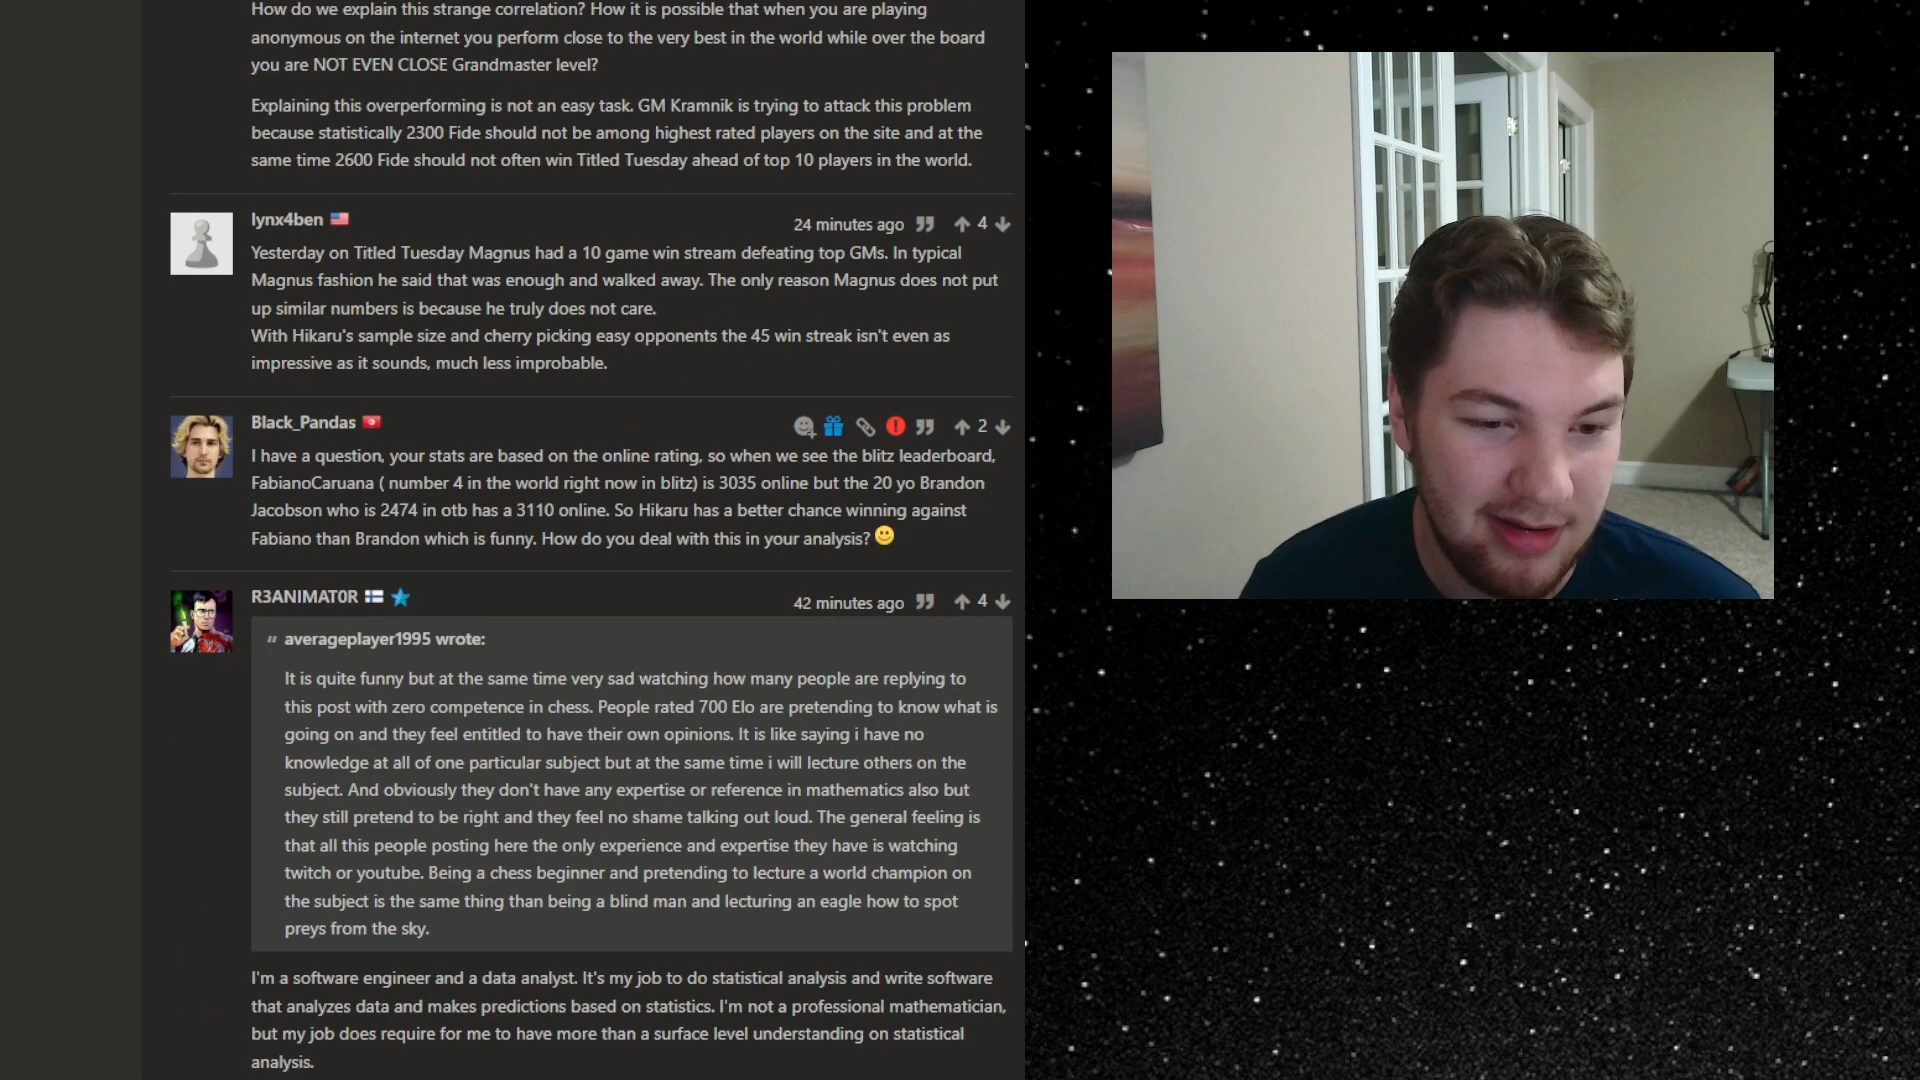 How do we explain this strange correlation? How it is possible that when you are playing
anonymous on the internet you perform close to the very best in the world while over the board
you are NOT EVEN CLOSE Grandmaster level?
Explaining this overperforming is not an easy task. GM Kramnik is trying to attack this problem
because statistically 2300 Fide should not be among highest rated players on the site and at the
same time 2600 Fide should not often win Titled Tuesday ahead of top 10 players in the world.
lynx4ben
24 minutes ago 4
Yesterday on Titled Tuesday Magnus had a 10 game win stream defeating top GMs. In typical
Magnus fashion he said that was enough and walked away. The only reason Magnus does not put
up similar numbers is because he truly does not care.
With Hikaru's sample size and cherry picking easy opponents the 45 win streak isn't even as
impressive as it sounds, much less improbable.
Black_Pandas
2
I have a question, your stats are based on the online rating, so when we see the blitz leaderboard,
FabianoCaruana ( number 4 in the world right now in blitz) is 3035 online but the 20 yo Brandon
Jacobson who is 2474 in otb has a 3110 online. So Hikaru has a better chance winning against
Fabiano than Brandon which is funny. How do you deal with this in your analysis?
R3ANIMAT0R
42 minutes ago 4
averageplayer1995 wrote:
It is quite funny but at the same time very sad watching how many people are replying to
this post with zero competence in chess. People rated 700 Elo are pretending to know what is
going on and they feel entitled to have their own opinions. It is like saying i have no
knowledge at all of one particular subject but at the same time i will lecture others on the
subject. And obviously they don't have any expertise or reference in mathematics also but
they still pretend to be right and they feel no shame talking out loud. The general feeling is
that all this people posting here the only experience and expertise they have is watching
twitch or youtube. Being a chess beginner and pretending to lecture a world champion on
the subject is the same thing than being a blind man and lecturing an eagle how to spot
preys from the sky.
I'm a software engineer and a data analyst. It's my job to do statistical analysis and write software
that analyzes data and makes predictions based on statistics. I'm not a professional mathematician,
but my job does require for me to have more than a surface level understanding on statistical
analysis.